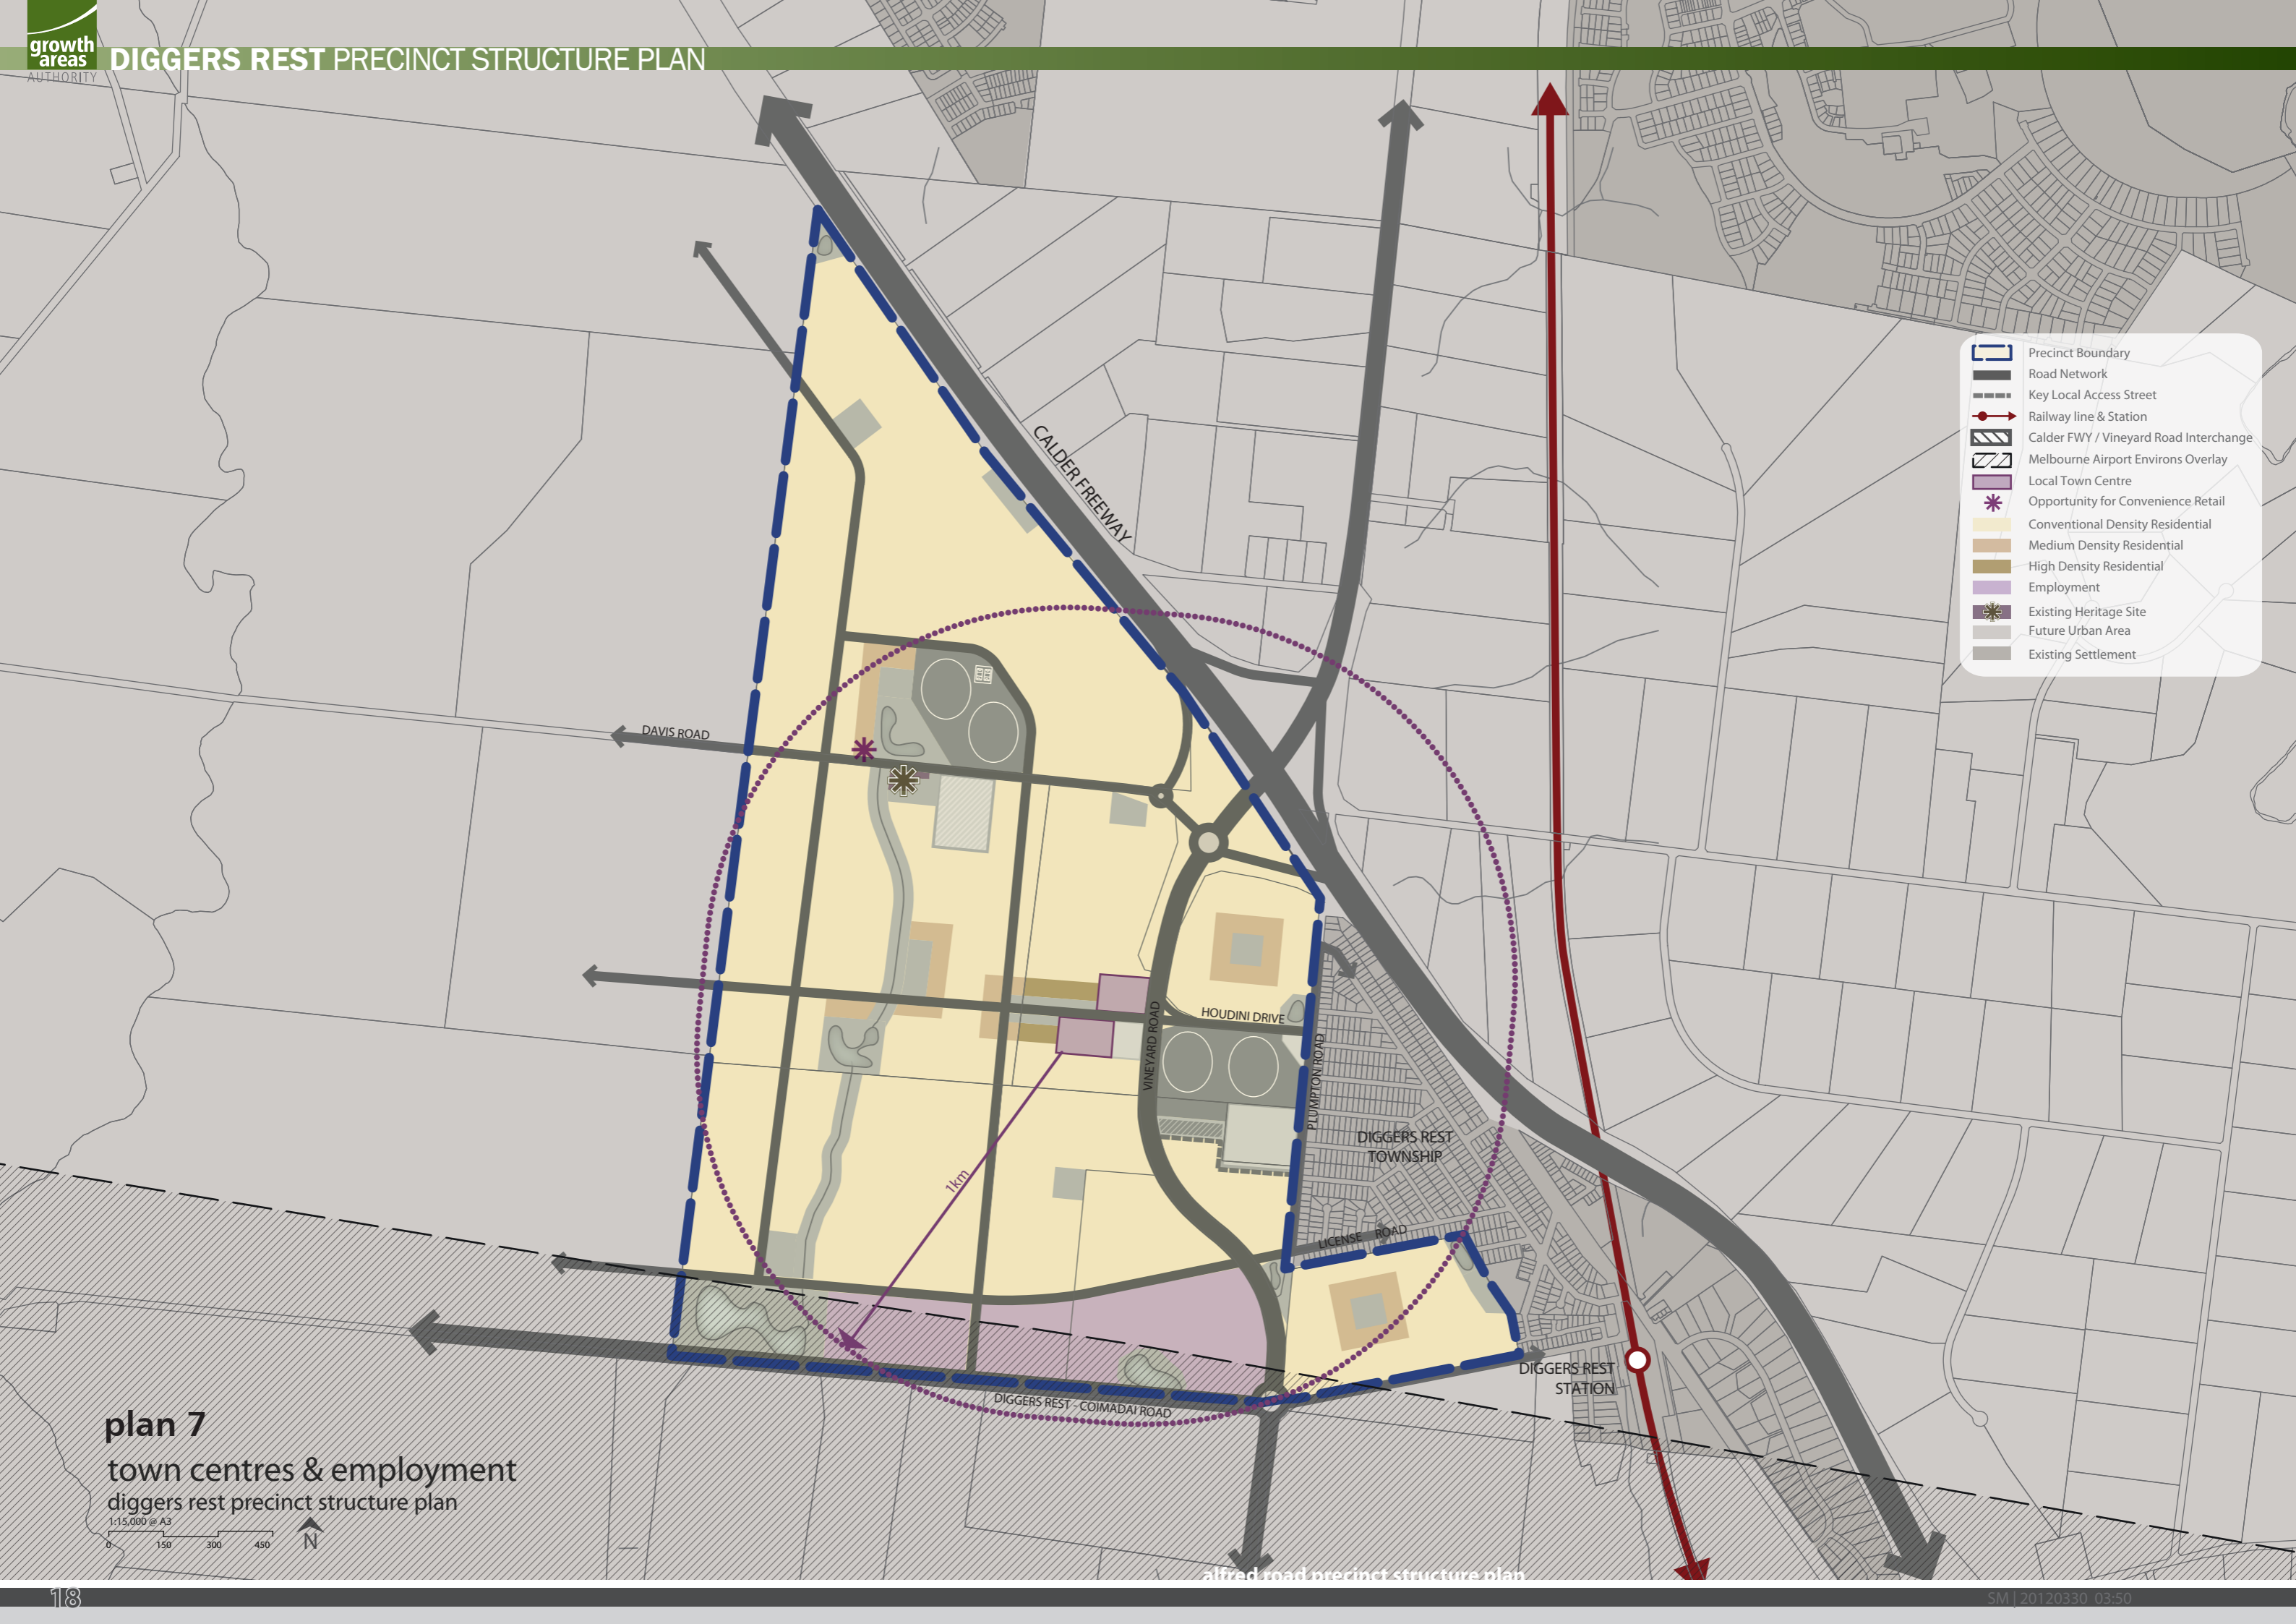 growth
areas
AUTHORITY
DIGGERS REST PRECINCT STRUCTURE PLAN
CALDER FREEWAY
Precinct Boundary
Road Network
Key Local Access Street
Railway line & Station
Calder FWY / Vineyard Road Interchange
Melbourne Airport Environs Overlay
Local Town Centre
Opportunity for Convenience Retail
Conventional Density Residential
Medium Density Residential
High Density Residential
Employment
Existing Heritage Site
Future Urban Area
Existing Settlement
DAVIS ROAD
HOUDINI DRIVE
VINEYARD ROAD
PLUMPTON ROAD
DIGGERS REST
TOWNSHIP
1km
LICENSE ROAD
DIGGERS REST
STATION
DIGGERS REST - COIMADAI ROAD
plan 7
town centres & employment
diggers rest precinct structure plan
1:15,000 @ A3
0 150 300 450
N
alfred road precinct structure plan
18
SM | 20120330 03:50